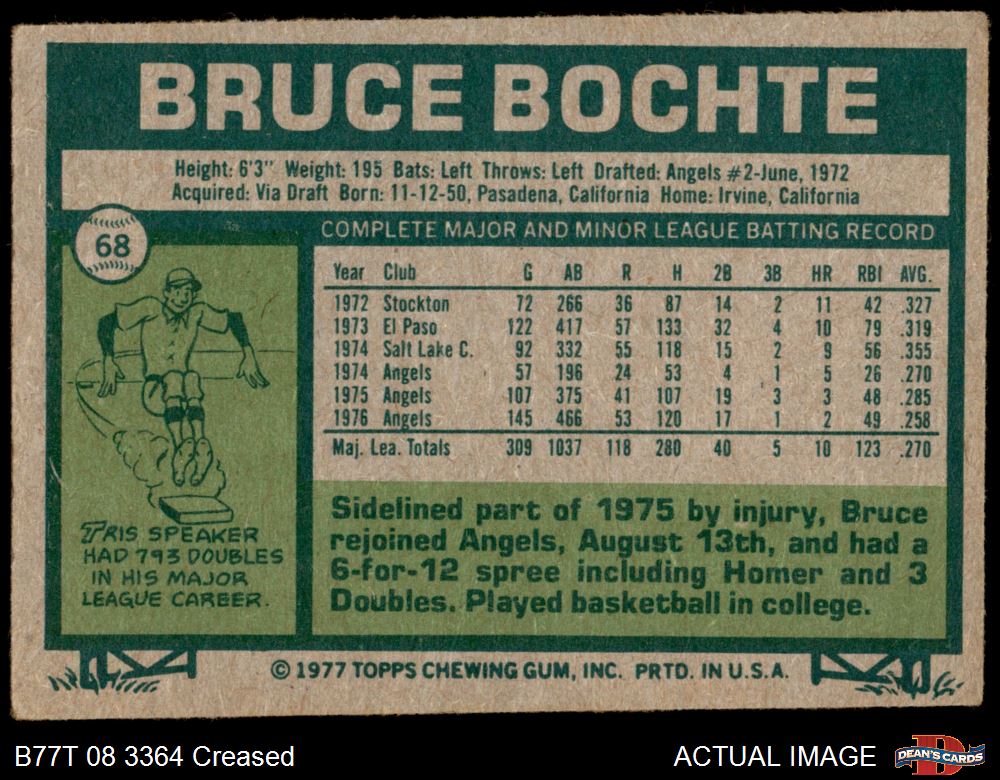 BRUCE BOCHTE
Height: 6'3" Weight: 195 Bats: Left Throws: Left Drafted: Angels #2-June, 1972
Acquired: Via Draft Born: 11-12-50, Pasadena, California Home: Irvine, California
68
COMPLETE MAJOR AND MINOR LEAGUE BATTING RECORD
Year Club G AB R H 2B 3B HR RBI AVG.
1972 Stockton 72 266 36 87 14 2 11 42 .327
1973 El Paso 122 417 57 133 32 4 10 79 .319
1974 Salt Lake C. 92 332 55 118 15 2 9 56 .355
1974 Angels 57 196 24 53 4 1 5 26 .270
1975 Angels 107 375 41 107 19 3 3 48 .285
1976 Angels 145 466 53 120 17 1 2 49 .258
Maj. Lea. Totals 309 1037 118 280 40 5 10 123 .270
TRIS SPEAKER
HAD 793 DOUBLES
IN HIS MAJOR
LEAGUE CAREER.
Sidelined part of 1975 by injury, Bruce
rejoined Angels, August 13th, and had a
6-for-12 spree including Homer and 3
Doubles. Played basketball in college.
© 1977 TOPPS CHEWING GUM, INC. PRTD. IN U.S.A.
B77T 08 3364 Creased
ACTUAL IMAGE
DEAN'S CARDS